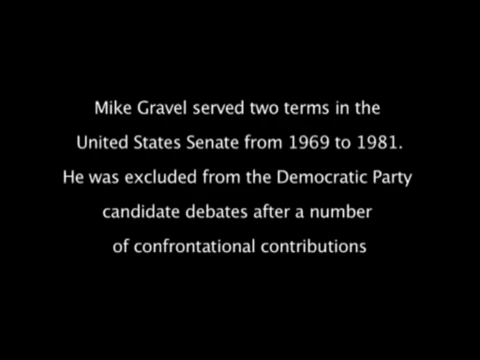 Mike Gravel served two terms in the
United States Senate from 1969 to 1981.
He was excluded from the Democratic Party
candidate debates after a number
of confrontational contributions